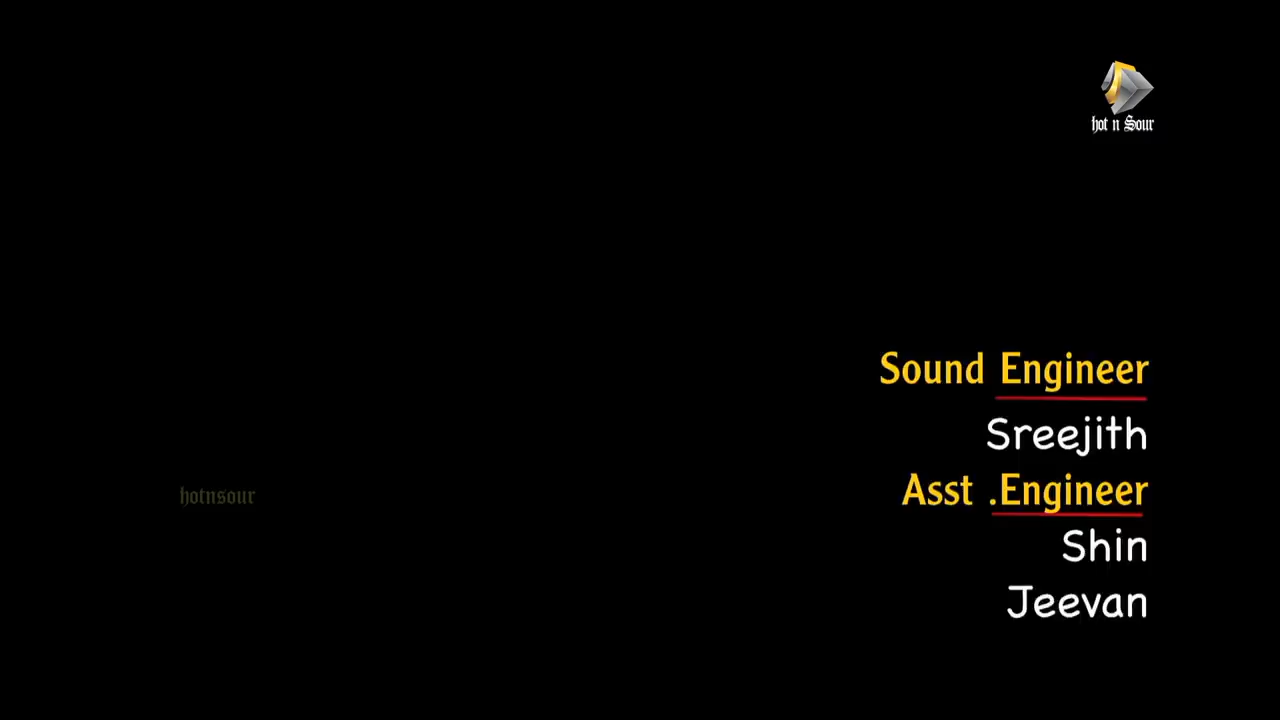 hot n Sour
Sound Engineer
Sreejith
Asst .Engineer
hotnsour
Shin
Jeevan